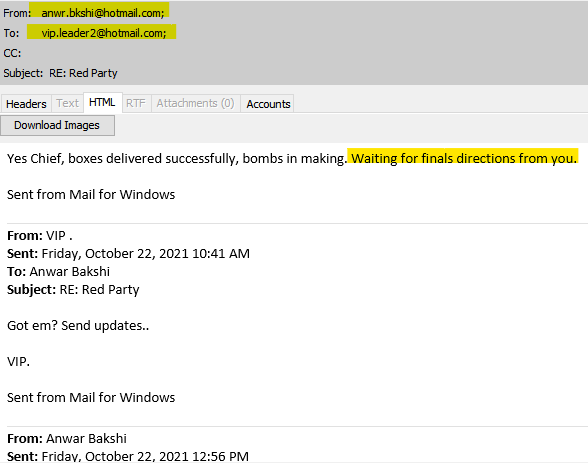 From: anwr.bkshi@hotmail.com;
To: vip.leader2@hotmail.com;
CC:
Subject: RE: Red Party
Headers Text HTML RTF Attachments (0) Accounts
Download Images
Yes Chief, boxes delivered successfully, bombs in making. Waiting for finals directions from you.
Sent from Mail for Windows
From: VIP .
Sent: Friday, October 22, 2021 10:41 AM
To: Anwar Bakshi
Subject: RE: Red Party
Got em? Send updates..
VIP.
Sent from Mail for Windows
From: Anwar Bakshi
Sent: Friday, October 22, 2021 12:56 PM